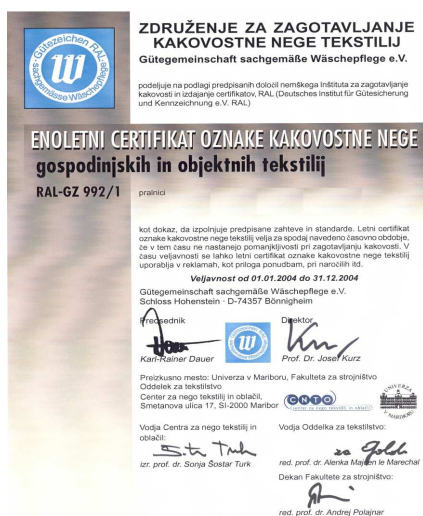 ZDRUŽENJE ZA ZAGOTAVLJANJE
KAKOVOSTNE NEGE TEKSTILIJ
Gütegemeinschaft sachgemäße Wäschepflege e.V.
Gütezeichen RAL
sachgemässe Wäschepflege
podeljuje na podlagi predpisanih določil nemškega Inštituta za zagotavljanje
kakovosti in izdajanje certifikatov, RAL (Deutsches Institut für Gütesicherung
und Kennzeichnung e.V. RAL)
ENOLETNI CERTIFIKAT OZNAKE KAKOVOSTNE NEGE
gospodinjskih in objektnih tekstilij
RAL-GZ 992/1
pralnici
kot dokaz, da izpolnjuje predpisane zahteve in standarde. Letni certifikat
oznake kakovostne nege tekstilij velja za spodaj navedeno časovno obdobje,
če v tem času ne nastanejo pomanjkljivosti pri zagotavljanju kakovosti. V
času veljavnosti se lahko letni certifikat oznake kakovostne nege tekstilij
uporablja v reklamah, kot priloga ponudbam, pri naročilih itd.
Veljavnost od 01.01.2004 do 31.12.2004
Gütegemeinschaft sachgemäße Wäschepflege e.V.
Schloss Hohenstein · D-74357 Bönnigheim
Predsednik
Direktor
Karl-Rainer Dauer
Prof. Dr. Josef Kurz
Preizkusno mesto: Univerza v Mariboru, Fakulteta za strojništvo
Oddelek za tekstilstvo
Center za nego tekstilij in oblačil,
Smetanova ulica 17, SI-2000 Maribor
CNTO
Center za nego tekstilij in oblačil
UNIVERZA V MARIBORU
Vodja Centra za nego tekstilij in
oblačil:
Vodja Oddelka za tekstilstvo:
izr. prof. dr. Sonja Šostar Turk
red. prof. dr. Alenka Majcen le Marechal
Dekan Fakultete za strojništvo:
red. prof. dr. Andrej Polajnar